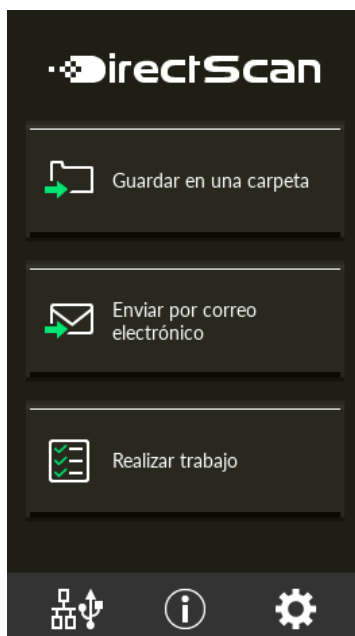 DirectScan
Guardar en una carpeta
Enviar por correo
electrónico
Realizar trabajo